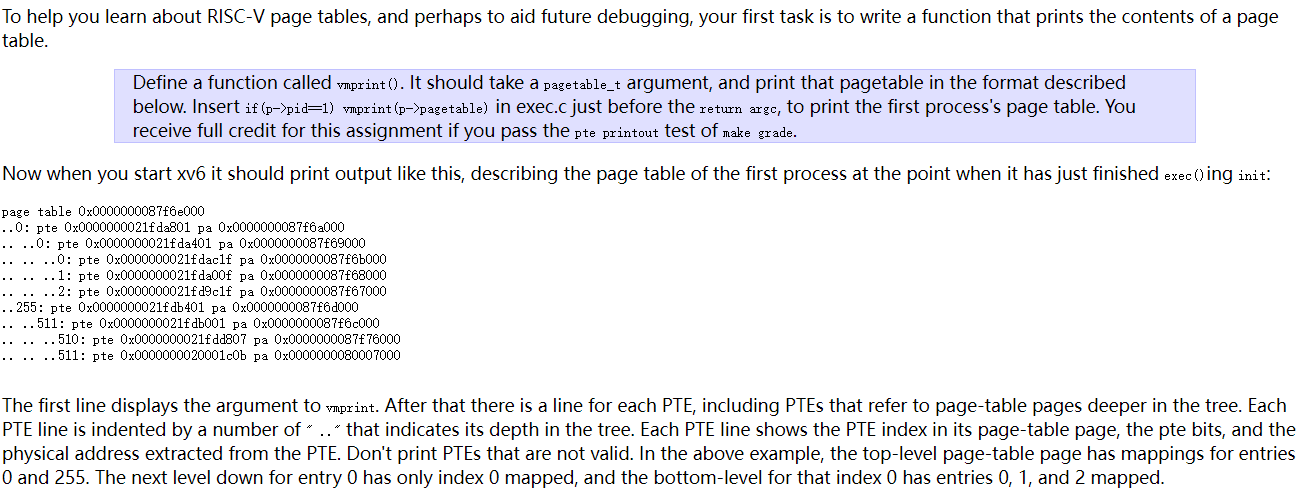 To help you learn about RISC-V page tables, and perhaps to aid future debugging, your first task is to write a function that prints the contents of a page
table.
Define a function called vmprint(). It should take a pagetable_t argument, and print that pagetable in the format described
below. Insert if(p->pid==1) vmprint(p->pagetable) in exec.c just before the return argc, to print the first process's page table. You
receive full credit for this assignment if you pass the pte printout test of make grade.
Now when you start xv6 it should print output like this, describing the page table of the first process at the point when it has just finished exec()ing init:
page table 0x0000000087f6e000
..0: pte 0x0000000021fda801 pa 0x0000000087f6a000
.. ..0: pte 0x0000000021fda401 pa 0x0000000087f69000
.. .. ..0: pte 0x0000000021fdac1f pa 0x0000000087f6b000
.. .. ..1: pte 0x0000000021fda00f pa 0x0000000087f68000
.. .. ..2: pte 0x0000000021fd9c1f pa 0x0000000087f67000
..255: pte 0x0000000021fdb401 pa 0x0000000087f6d000
.. ..511: pte 0x0000000021fdb001 pa 0x0000000087f6c000
.. .. ..510: pte 0x0000000021fdd807 pa 0x0000000087f76000
.. .. ..511: pte 0x0000000020001c0b pa 0x0000000080007000
The first line displays the argument to vmprint. After that there is a line for each PTE, including PTEs that refer to page-table pages deeper in the tree. Each
PTE line is indented by a number of " .." that indicates its depth in the tree. Each PTE line shows the PTE index in its page-table page, the pte bits, and the
physical address extracted from the PTE. Don't print PTEs that are not valid. In the above example, the top-level page-table page has mappings for entries
0 and 255. The next level down for entry 0 has only index 0 mapped, and the bottom-level for that index 0 has entries 0, 1, and 2 mapped.